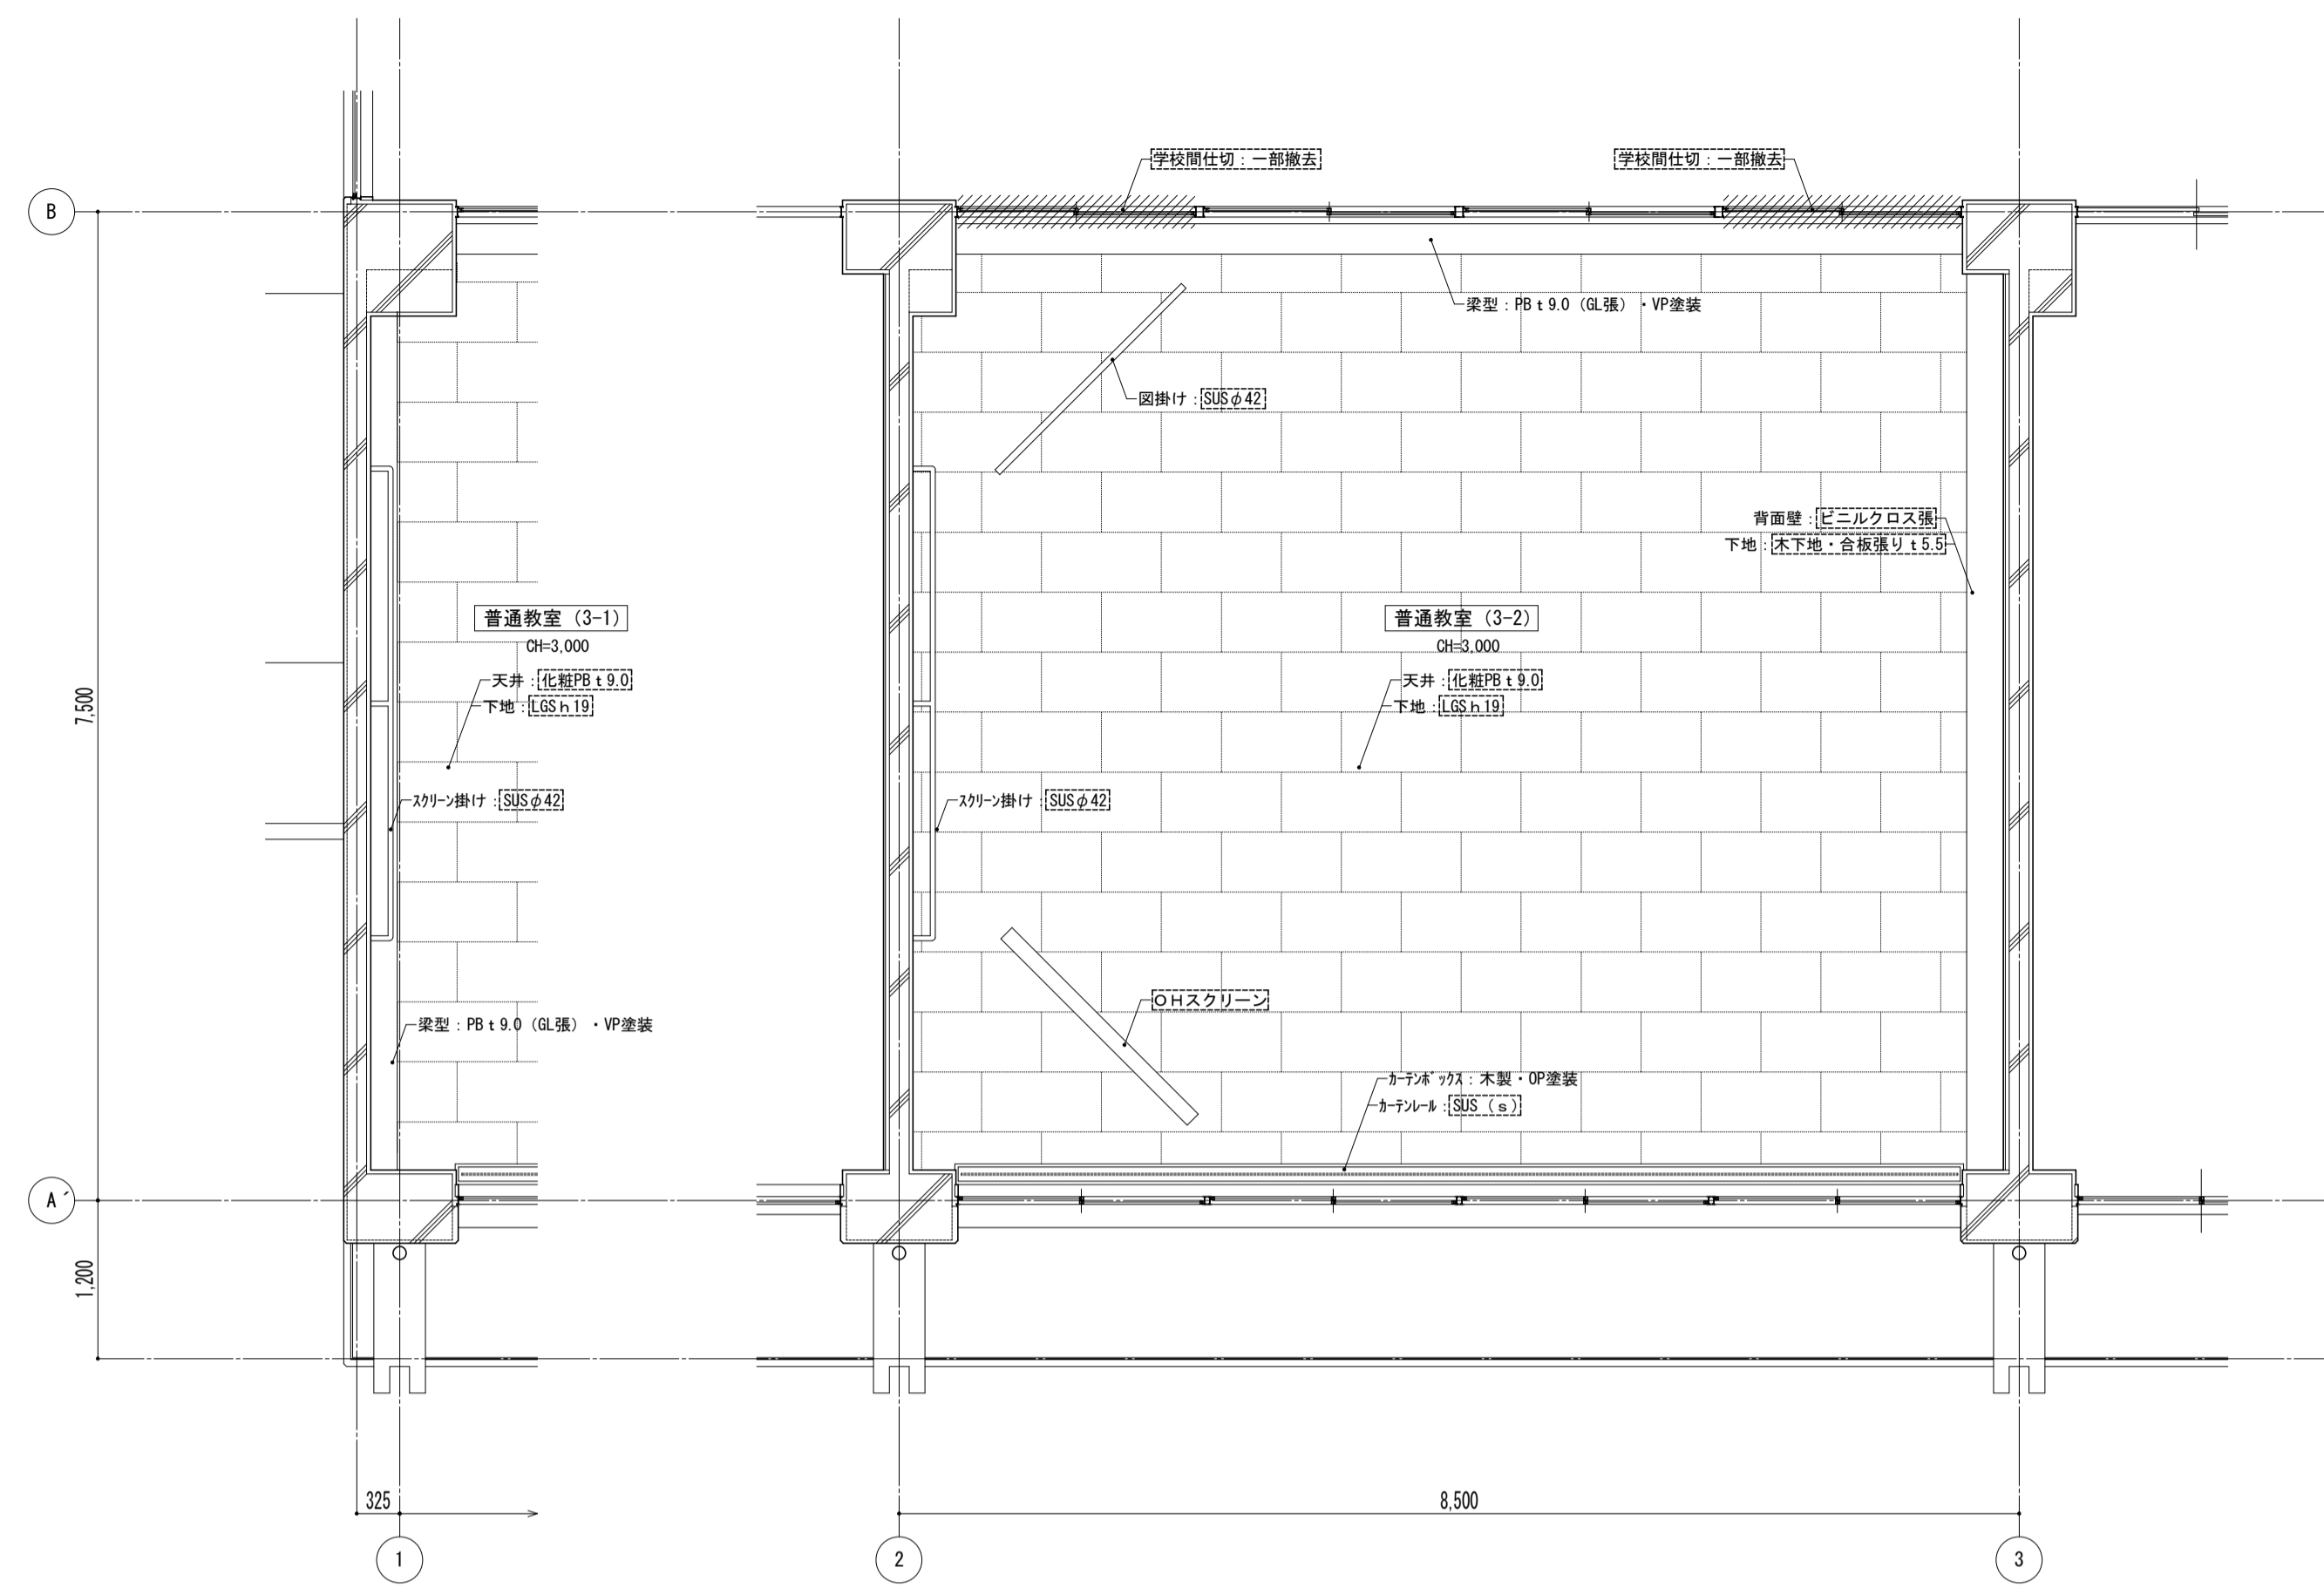 学校間仕切：一部撤去
学校間仕切：一部撤去
B
梁型：PB t 9.0（GL張）・VP塗装
図掛け：SUSφ42
背面壁：ビニルクロス張
下地：木下地・合板張り t 5.5
普通教室（3-1）
CH=3,000
天井：化粧PB t 9.0
下地：LGS h 19
普通教室（3-2）
CH=3,000
天井：化粧PB t 9.0
下地：LGS h 19
7,500
ｽｸﾘｰﾝ掛け：SUSφ42
ｽｸﾘｰﾝ掛け：SUSφ42
OHスクリーン
梁型：PB t 9.0（GL張）・VP塗装
ｶｰﾃﾝﾎﾞｯｸｽ：木製・OP塗装
ｶｰﾃﾝﾚｰﾙ：SUS（s）
A´
1,200
325
8,500
1
2
3